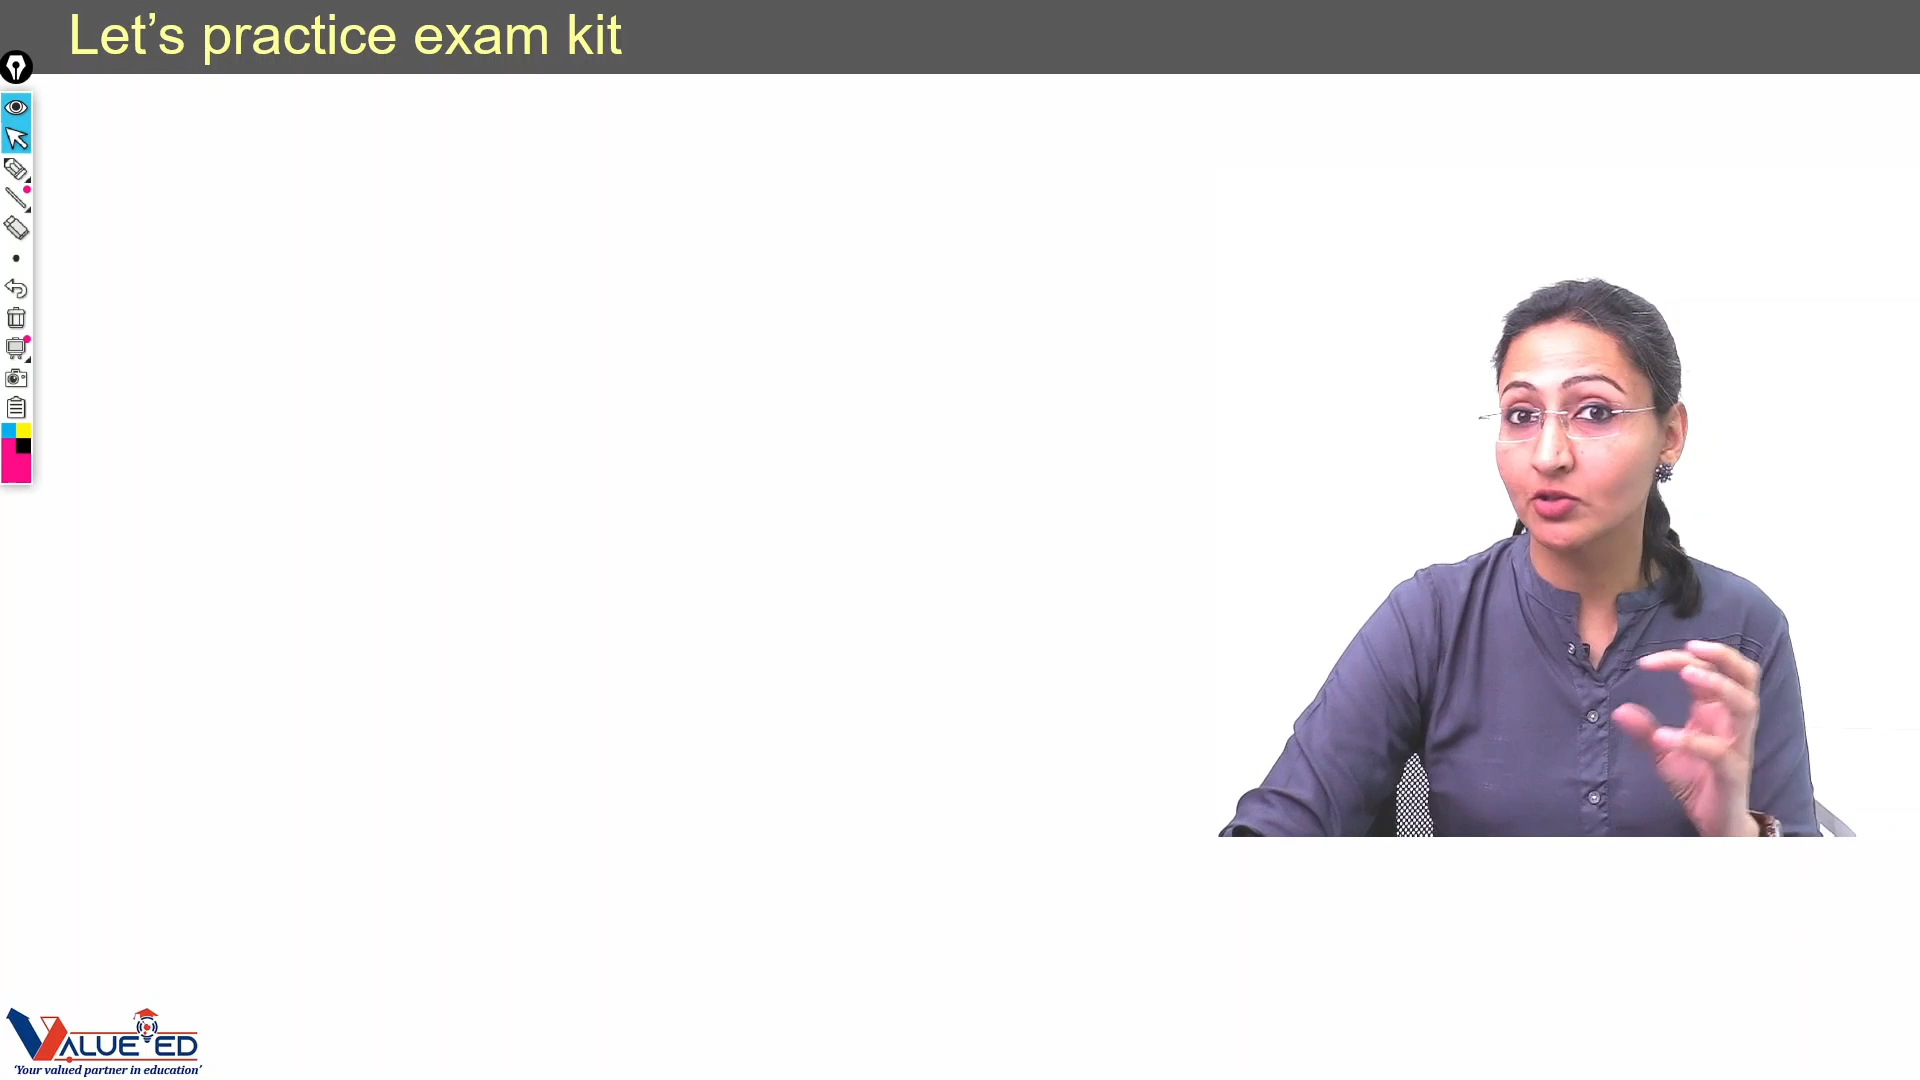 Let’s practice exam kit
VALUE ED
‘Your valued partner in education’